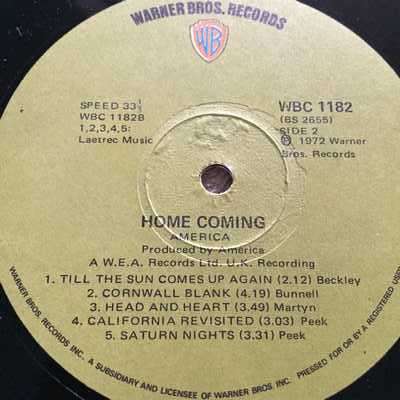 WARNER BROS. RECORDS
WB
SPEED 33⅓
WBC 1182B
1,2,3,4,5:
Laetrec Music
WBC 1182
(BS 2655)
SIDE 2
℗ 1972 Warner
Bros. Records
HOME COMING
AMERICA
Produced by America
A W.E.A. Records Ltd. U.K. Recording
1. TILL THE SUN COMES UP AGAIN (2.12) Beckley
2. CORNWALL BLANK (4.19) Bunnell
3. HEAD AND HEART (3.49) Martyn
4. CALIFORNIA REVISITED (3.03) Peek
5. SATURN NIGHTS (3.31) Peek
WARNER BROS. RECORDS INC. A SUBSIDIARY AND LICENSEE OF WARNER BROS. INC. PRESSED FOR OR BY A REGISTERED USER